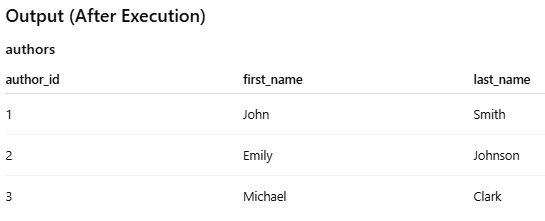 Output (After Execution)
authors
author_id first_name last_name
1 John Smith
2 Emily Johnson
3 Michael Clark